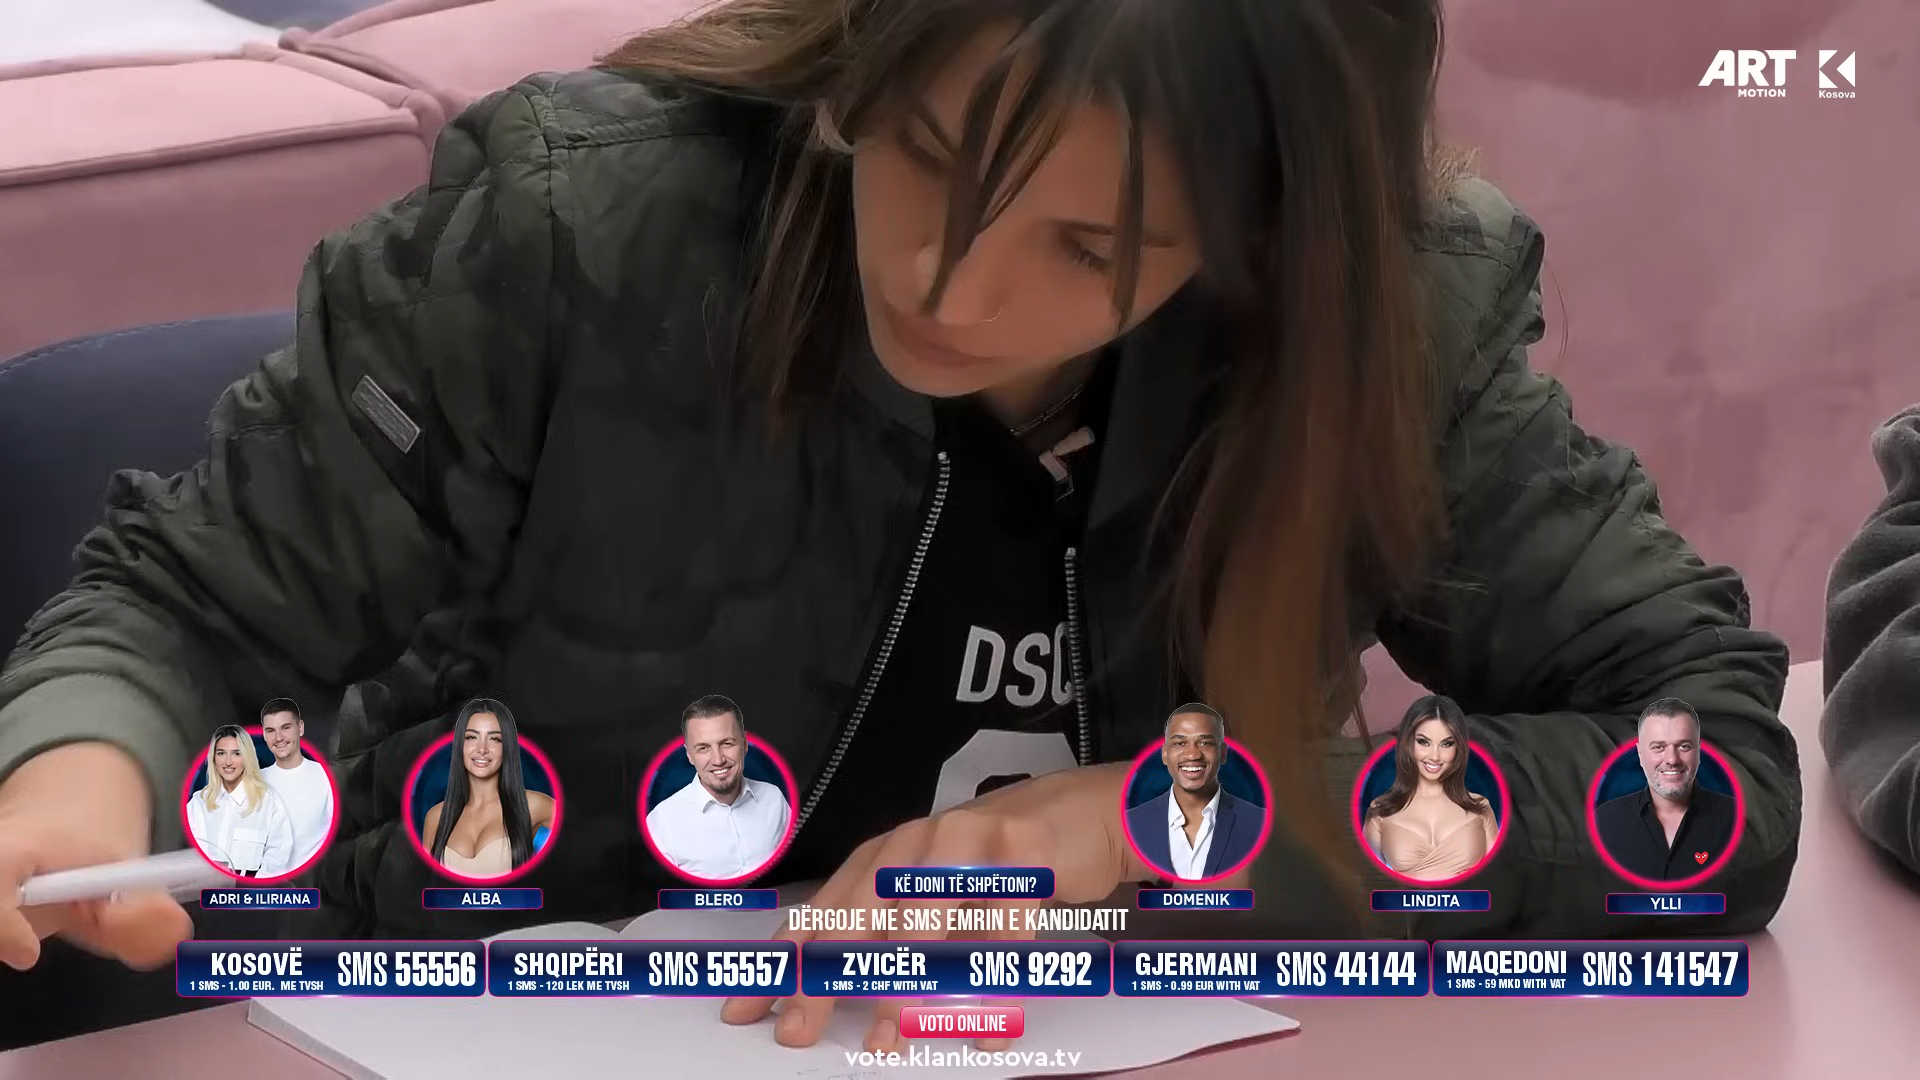 ART
MOTION
Kosova
DSQ
ADRI & ILIRIANA
ALBA
BLERO
KË DONI TË SHPËTONI?
DOMENIK
LINDITA
YLLI
DËRGOJE ME SMS EMRIN E KANDIDATIT
KOSOVË SMS 55556
1 SMS - 1.00 EUR. ME TVSH
SHQIPËRI SMS 55557
1 SMS - 120 LEK ME TVSH
ZVICËR SMS 9292
1 SMS - 2 CHF WITH VAT
GJERMANI SMS 44144
1 SMS - 0.99 EUR WITH VAT
MAQEDONI SMS 141547
1 SMS - 59 MKD WITH VAT
VOTO ONLINE
vote.klankosova.tv